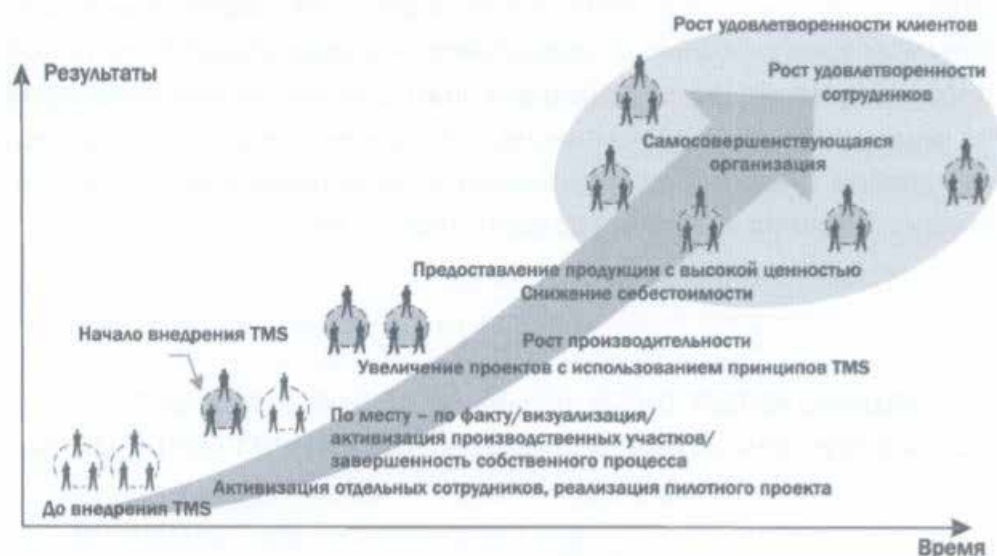 Рост удовлетворенности клиентов
Результаты
Рост удовлетворенности
сотрудников
Самосовершенствующаяся
организация
Предоставление продукции с высокой ценностью
Снижение себестоимости
Начало внедрения TMS
Рост производительности
Увеличение проектов с использованием принципов TMS
По месту – по факту/визуализация/
активизация производственных участков/
завершенность собственного процесса
Активизация отдельных сотрудников, реализация пилотного проекта
До внедрения TMS
Время